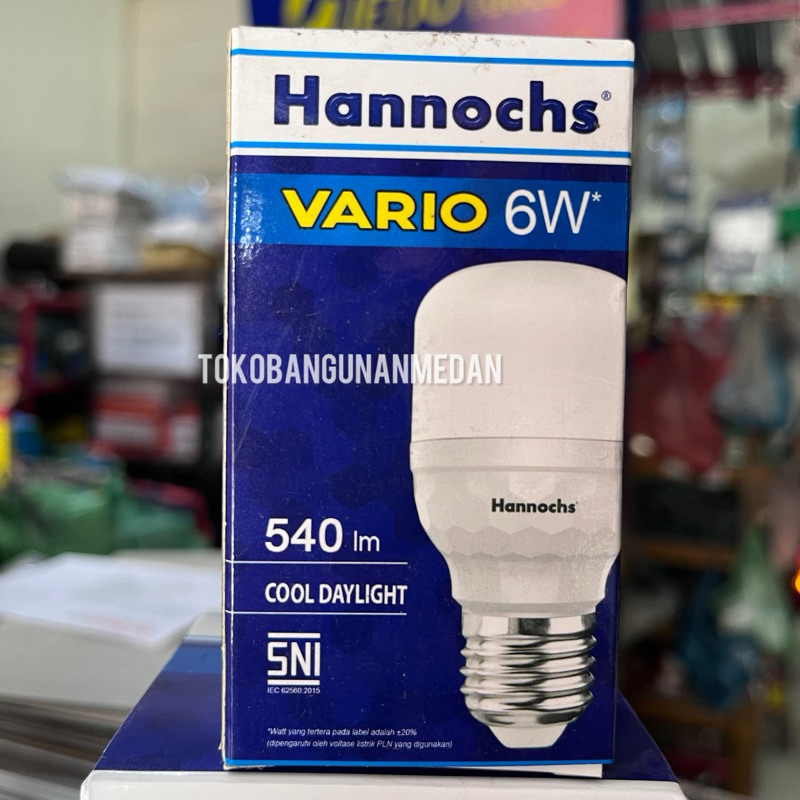 Hannochs®
VARIO 6W*
TOKOBANGUNANMEDAN
Hannochs
540 lm
COOL DAYLIGHT
SNI
IEC 62560:2015
*Watt yang tertera pada label adalah ±20%
(dipengaruhi oleh voltase listrik PLN yang digunakan)